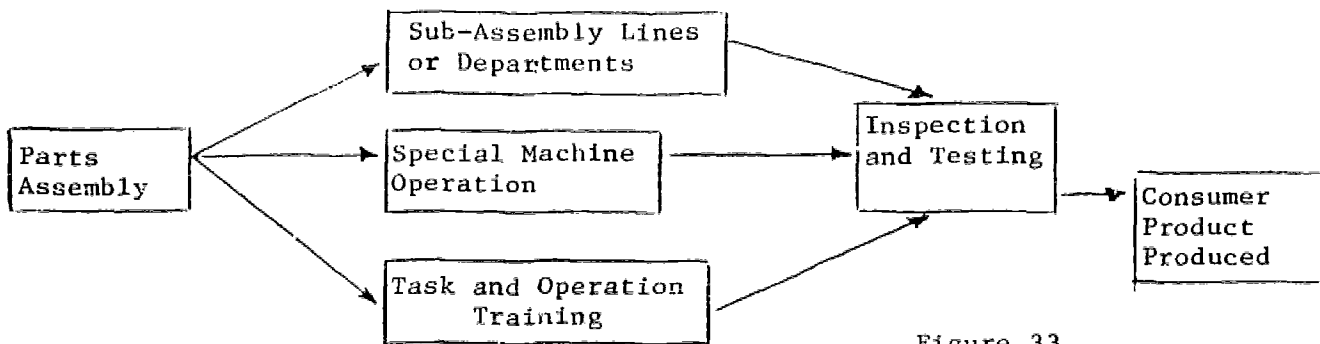 Sub-Assembly Lines
or Departments
Parts
Assembly
Special Machine
Operation
Task and Operation
Training
Inspection
and Testing
Consumer
Product
Produced
Figure 33